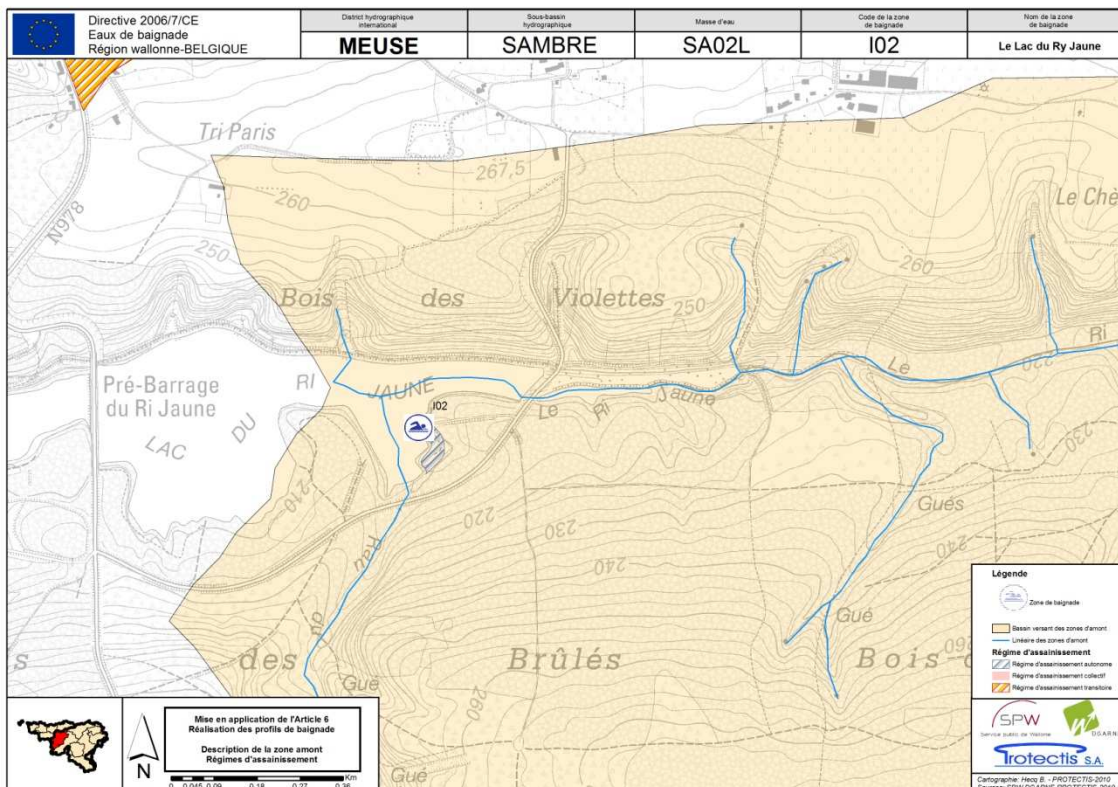 Directive 2006/7/CE
Eaux de baignade
Région wallonne-BELGIQUE
District hydrographique
international
MEUSE
Sous-bassin
hydrographique
SAMBRE
Masse d'eau
SA02L
Code de la zone
de baignade
I02
Nom de la zone
de baignade
Le Lac du Ry Jaune
Tri Paris
267,5
260
N978
250
Le Chê
Bois des Violettes
250
260
Pré-Barrage
du Ri Jaune
LAC DU RI JAUNE
I02
Le Ri Jaune
Le Ri
220
230
210
220
230
240
Gués
240
Rau du
Gué
Gué
des Brûlés
Bois-d
s
260
260
Gué
Légende
Zone de baignade
Bassin versant des zones d'amont
Linéaire des zones d'amont
Régime d'assainissement
Régime d'assainissement autonome
Régime d'assainissement collectif
Régime d'assainissement transitoire
SPW
Service public de Wallonie
DGARNE
Protectis S.A.
Cartographie: Hecq B. - PROTECTIS-2010
Mise en application de l'Article 6
Réalisation des profils de baignade
Description de la zone amont
Régimes d'assainissement
N
Km
0 0,045 0,09 0,18 0,27 0,36